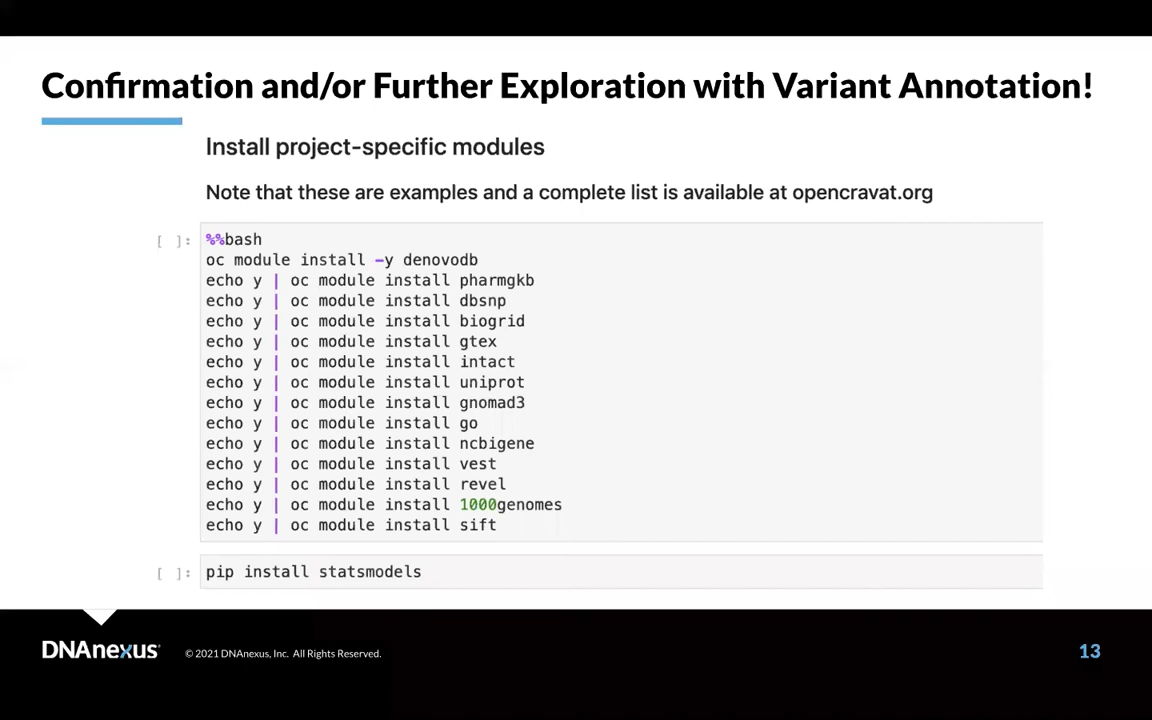 Confirmation and/or Further Exploration with Variant Annotation!
Install project-specific modules
Note that these are examples and a complete list is available at opencravat.org
[ ]: %%bash
oc module install -y denovodb
echo y | oc module install pharmgkb
echo y | oc module install dbsnp
echo y | oc module install biogrid
echo y | oc module install gtex
echo y | oc module install intact
echo y | oc module install uniprot
echo y | oc module install gnomad3
echo y | oc module install go
echo y | oc module install ncbigene
echo y | oc module install vest
echo y | oc module install revel
echo y | oc module install 1000genomes
echo y | oc module install sift
[ ]: pip install statsmodels
DNAnexus © 2021 DNAnexus, Inc. All Rights Reserved. 13